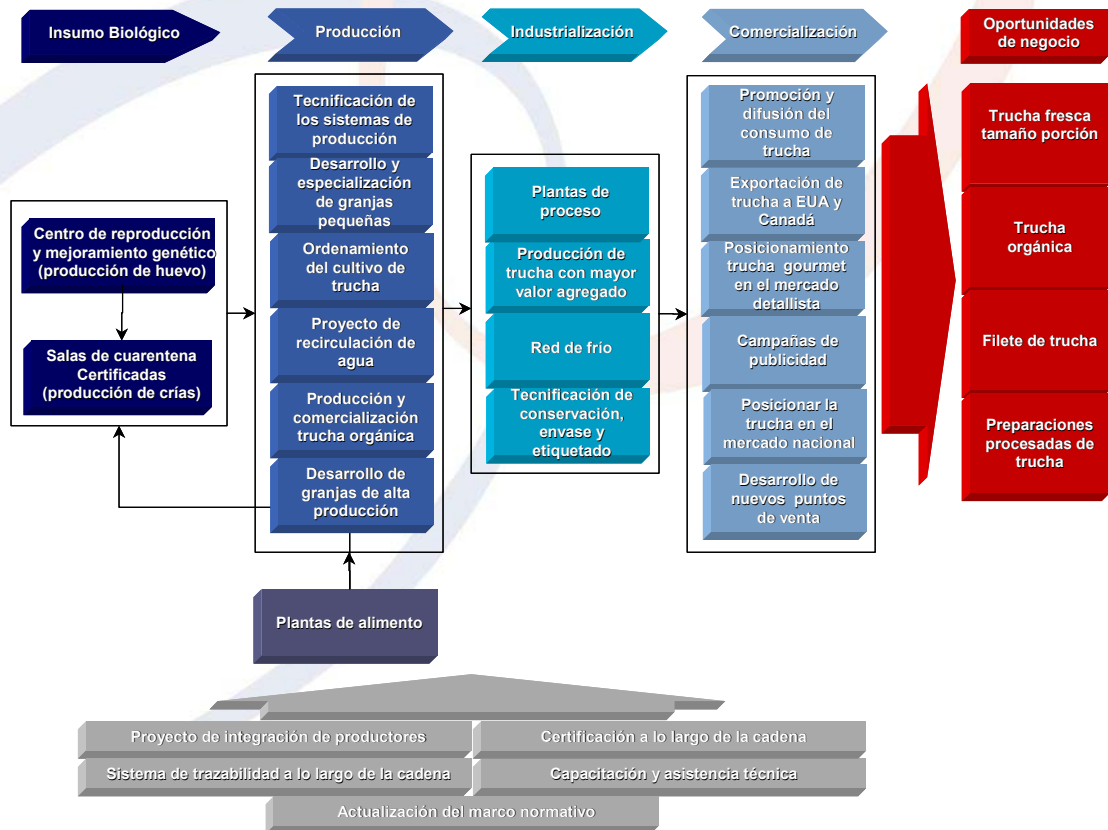 Insumo Biológico
Producción
Industrialización
Comercialización
Oportunidades
de negocio
Centro de reproducción
y mejoramiento genético
(producción de huevo)
Salas de cuarentena
Certificadas
(producción de crías)
Tecnificación de
los sistemas de
producción
Desarrollo y
especialización
de granjas
pequeñas
Ordenamiento
del cultivo de
trucha
Proyecto de
recirculación de
agua
Producción y
comercialización
trucha orgánica
Desarrollo de
granjas de alta
producción
Plantas de alimento
Plantas de
proceso
Producción de
trucha con mayor
valor agregado
Red de frio
Tecnificación de
conservación,
envase y
etiquetado
Promoción y
difusión del
consumo de
trucha
Exportación de
trucha a EUA y
Canadá
Posicionamiento
trucha gourmet
en el mercado
detallista
Campañas de
publicidad
Posicionar la
trucha en el
mercado nacional
Desarrollo de
nuevos puntos
de venta
Trucha fresca
tamaño porción
Trucha
orgánica
Filete de trucha
Preparaciones
procesadas de
trucha
Proyecto de integración de productores
Certificación a lo largo de la cadena
Sistema de trazabilidad a lo largo de la cadena
Capacitación y asistencia técnica
Actualización del marco normativo